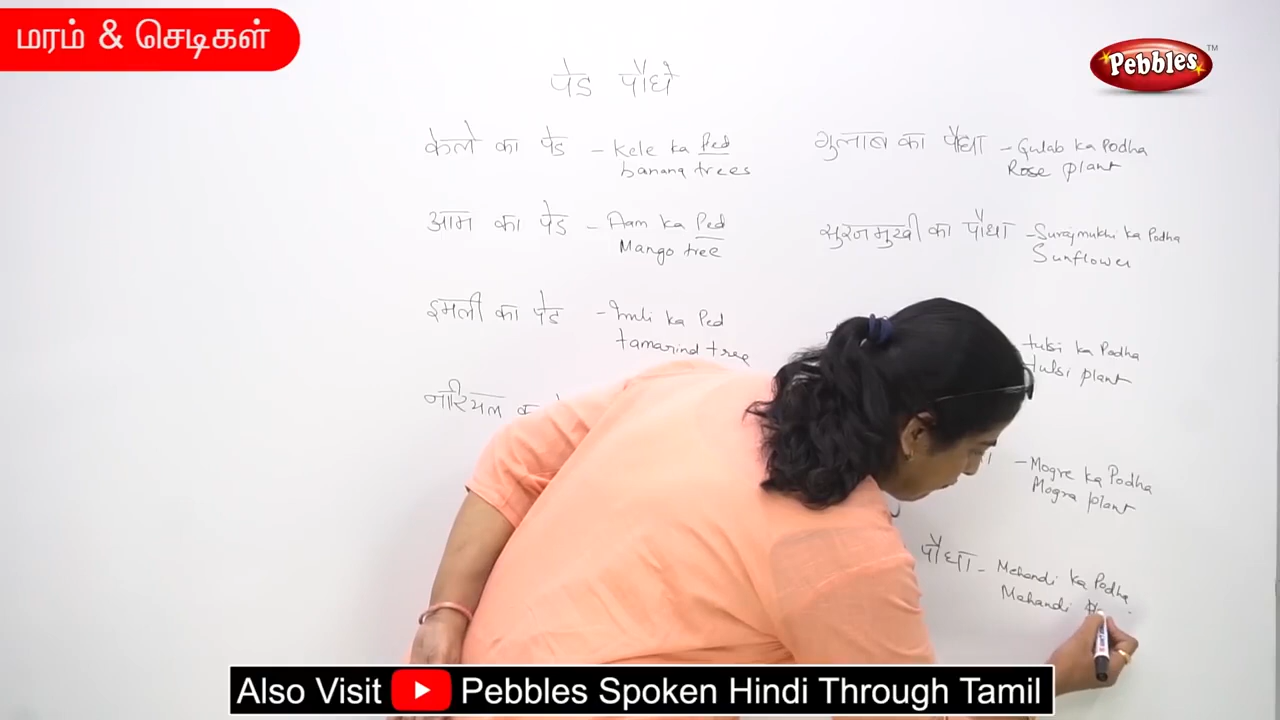 மரம் & செடிகள்
Pebbles
TM
पेड पौधे
केले का पेड - Kele ka Ped
banana trees
आम का पेड - Aam ka Ped
Mango tree
इमली का पेड - Imli ka Ped
tamarind tree
नारियल
गुलाब का पौधा - Gulab ka Podha
Rose plant
सुरजमुखी का पौधा - Surajmukhi ka Podha
Sunflower
tulsi ka Podha
tulsi plant
- Mogre ka Podha
Mogra plant
पौधा - Mehandi ka Podha
Mehandi
Also Visit Pebbles Spoken Hindi Through Tamil